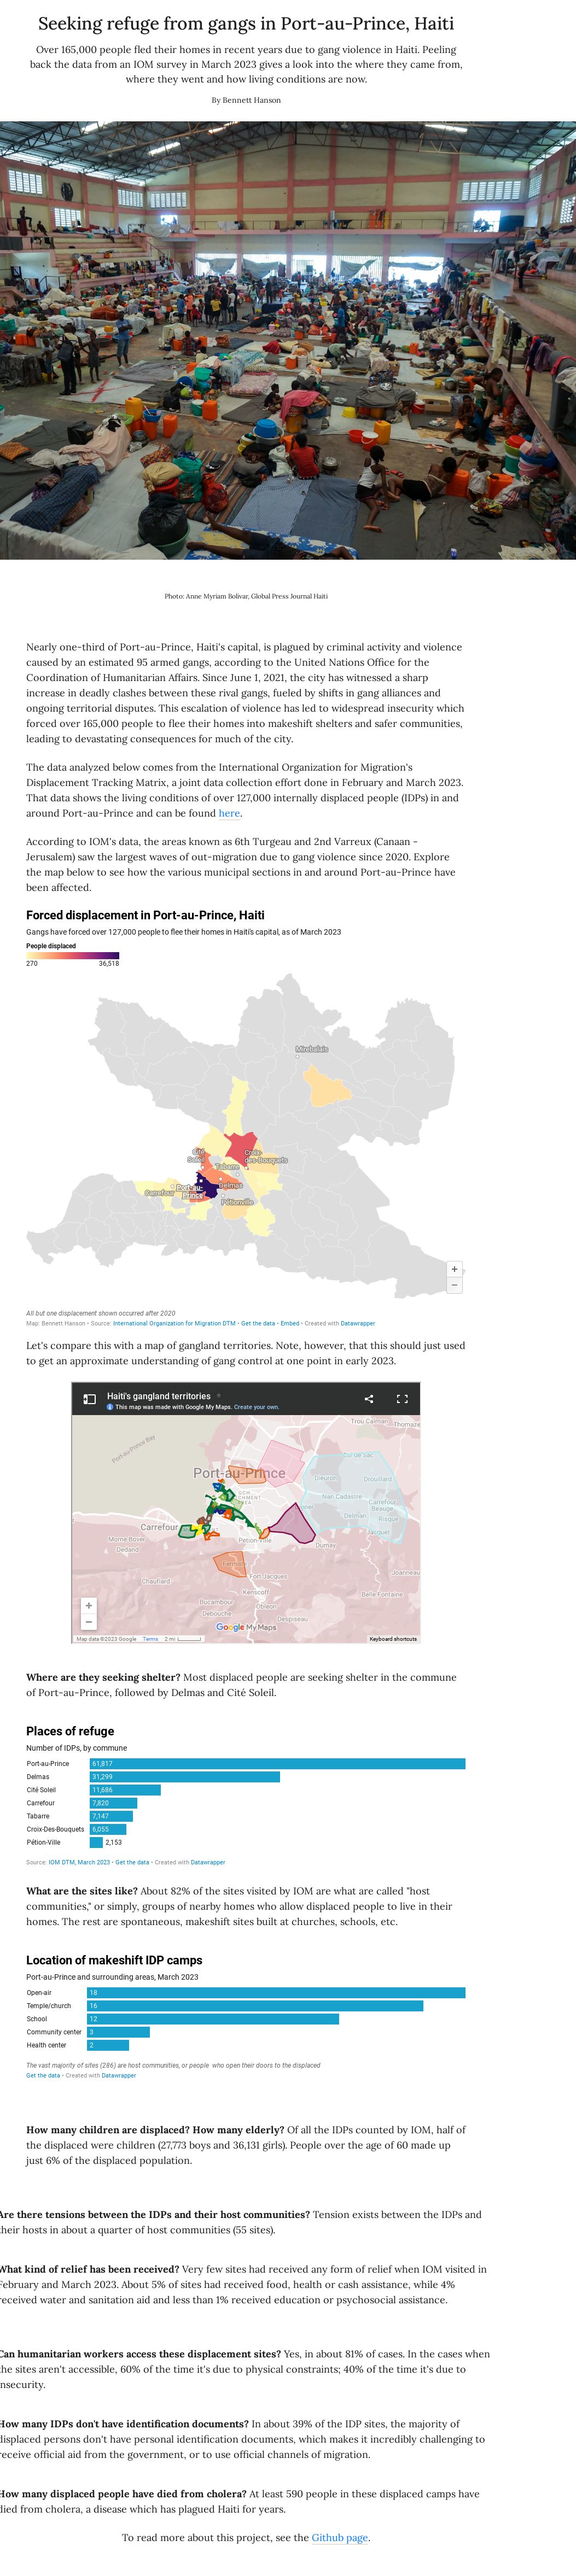 Seeking refuge from gangs in Port-au-Prince, Haiti
Over 165,000 people fled their homes in recent years due to gang violence in Haiti. Peeling
back the data from an IOM survey in March 2023 gives a look into the where they came from,
where they went and how living conditions are now.
By Bennett Hanson
Photo: Anne Myriam Bolivar, Global Press Journal Haiti
Nearly one-third of Port-au-Prince, Haiti's capital, is plagued by criminal activity and violence
caused by an estimated 95 armed gangs, according to the United Nations Office for the
Coordination of Humanitarian Affairs. Since June 1, 2021, the city has witnessed a sharp
increase in deadly clashes between these rival gangs, fueled by shifts in gang alliances and
ongoing territorial disputes. This escalation of violence has led to widespread insecurity which
forced over 165,000 people to flee their homes into makeshift shelters and safer communities,
leading to devastating consequences for much of the city.
The data analyzed below comes from the International Organization for Migration's
Displacement Tracking Matrix, a joint data collection effort done in February and March 2023.
That data shows the living conditions of over 127,000 internally displaced people (IDPs) in and
around Port-au-Prince and can be found here.
According to IOM's data, the areas known as 6th Turgeau and 2nd Varreux (Canaan -
Jerusalem) saw the largest waves of out-migration due to gang violence since 2020. Explore
the map below to see how the various municipal sections in and around Port-au-Prince have
been affected.
Forced displacement in Port-au-Prince, Haiti
Gangs have forced over 127,000 people to flee their homes in Haiti's capital, as of March 2023
People displaced
270 36,518
Mirebalais
Cité
Soleil
Croix-
des-Bouquets
Tabarre
Delmas
Port-au-
Prince
Carrefour
Pétionville
+
−
All but one displacement shown occurred after 2020
Map: Bennett Hanson • Source: International Organization for Migration DTM • Get the data • Embed • Created with Datawrapper
Let's compare this with a map of gangland territories. Note, however, that this should just used
to get an approximate understanding of gang control at one point in early 2023.
Haiti's gangland territories
This map was made with Google My Maps. Create your own.
Trou Caiman
Thomaze
Port-au-Prince Bay
Port-au-Prince
Dileron
Drouillard
Nan Cadassie
Carrefour
Beauge
Delmari
Rizque
Jacquet
Carrefour
Morne Bover
Dedand
Petion Ville
Dumay
Fermate
Fort Jacques
Joanneau
Chauffard
Kenscoff
Belle Fontaine
Bourcambou
Obleon
Debouche
Despiseau
+
−
Google My Maps
Map data ©2023 Google Terms 2 mi Keyboard shortcuts
Where are they seeking shelter? Most displaced people are seeking shelter in the commune
of Port-au-Prince, followed by Delmas and Cité Soleil.
Places of refuge
Number of IDPs, by commune
Port-au-Prince 61,817
Delmas 31,299
Cité Soleil 11,686
Carrefour 7,820
Tabarre 7,147
Croix-Des-Bouquets 6,055
Pétion-Ville 2,153
Source: IOM DTM, March 2023 • Get the data • Created with Datawrapper
What are the sites like? About 82% of the sites visited by IOM are what are called "host
communities," or simply, groups of nearby homes who allow displaced people to live in their
homes. The rest are spontaneous, makeshift sites built at churches, schools, etc.
Location of makeshift IDP camps
Port-au-Prince and surrounding areas, March 2023
Open-air 18
Temple/church 16
School 12
Community center 3
Health center 2
The vast majority of sites (286) are host communities, or people who open their doors to the displaced
Get the data • Created with Datawrapper
How many children are displaced? How many elderly? Of all the IDPs counted by IOM, half of
the displaced were children (27,773 boys and 36,131 girls). People over the age of 60 made up
just 6% of the displaced population.
Are there tensions between the IDPs and their host communities? Tension exists between the IDPs and
their hosts in about a quarter of host communities (55 sites).
What kind of relief has been received? Very few sites had received any form of relief when IOM visited in
February and March 2023. About 5% of sites had received food, health or cash assistance, while 4%
received water and sanitation aid and less than 1% received education or psychosocial assistance.
Can humanitarian workers access these displacement sites? Yes, in about 81% of cases. In the cases when
the sites aren't accessible, 60% of the time it's due to physical constraints; 40% of the time it's due to
insecurity.
How many IDPs don't have identification documents? In about 39% of the IDP sites, the majority of
displaced persons don't have personal identification documents, which makes it incredibly challenging to
receive official aid from the government, or to use official channels of migration.
How many displaced people have died from cholera? At least 590 people in these displaced camps have
died from cholera, a disease which has plagued Haiti for years.
To read more about this project, see the Github page.